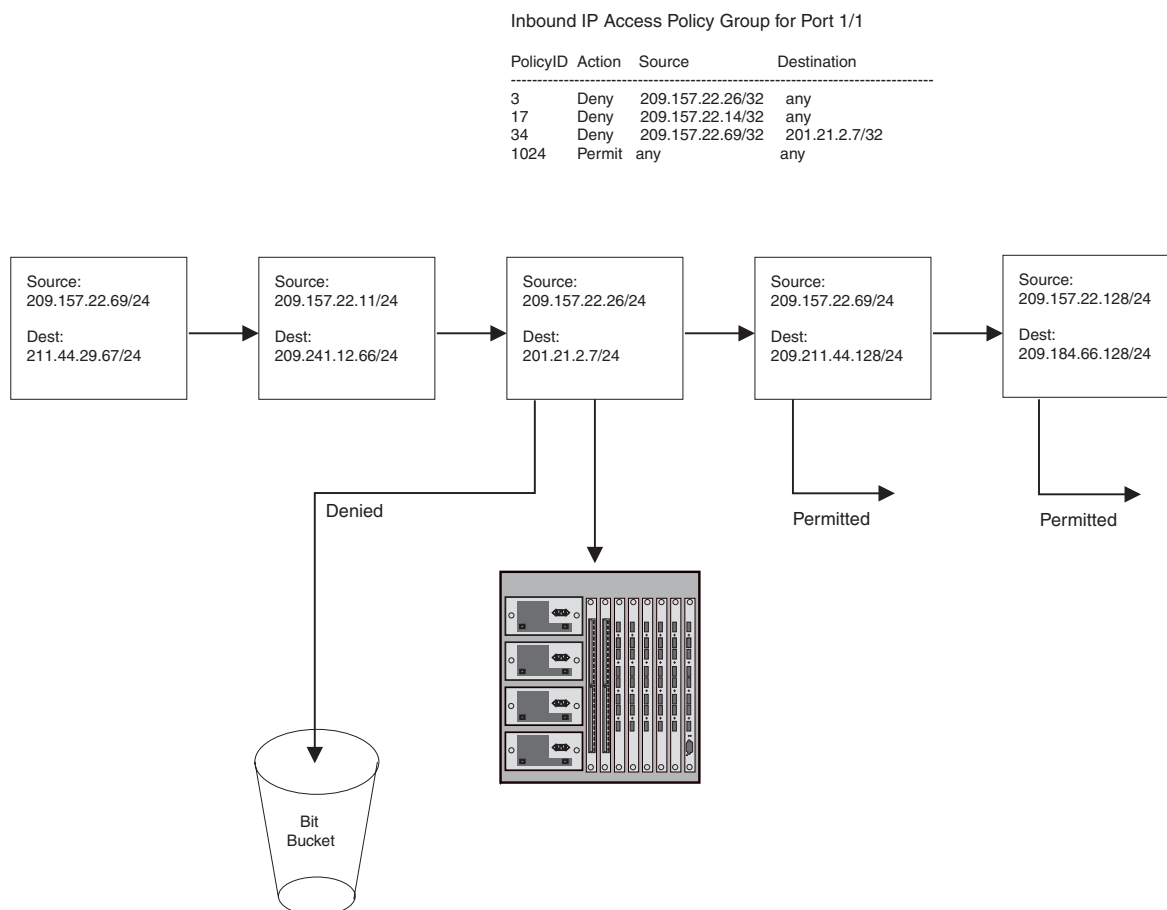 Inbound IP Access Policy Group for Port 1/1
PolicyID Action Source Destination
--------------------------------------------------------------------------------
3 Deny 209.157.22.26/32 any
17 Deny 209.157.22.14/32 any
34 Deny 209.157.22.69/32 201.21.2.7/32
1024 Permit any any
Source:
209.157.22.69/24
Dest:
211.44.29.67/24
Source:
209.157.22.11/24
Dest:
209.241.12.66/24
Source:
209.157.22.26/24
Dest:
201.21.2.7/24
Source:
209.157.22.69/24
Dest:
209.211.44.128/24
Source:
209.157.22.128/24
Dest:
209.184.66.128/24
Denied
Permitted
Permitted
Bit
Bucket